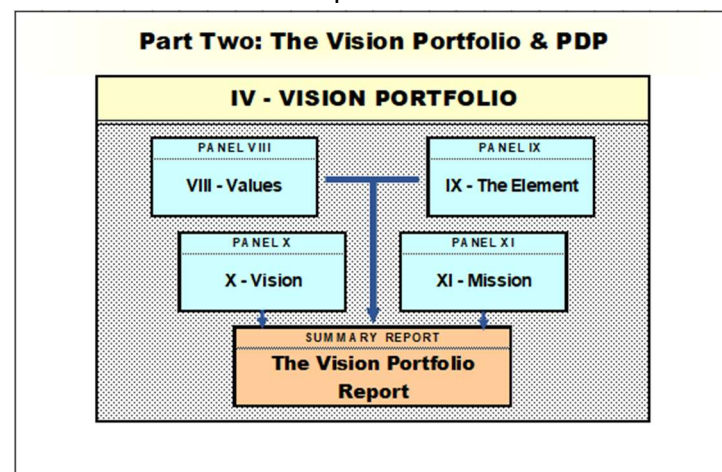 Part Two: The Vision Portfolio & PDP
IV - VISION PORTFOLIO
PANEL VIII
VIII - Values
PANEL IX
IX - The Element
PANEL X
X - Vision
PANEL XI
XI - Mission
SUMMARY REPORT
The Vision Portfolio
Report